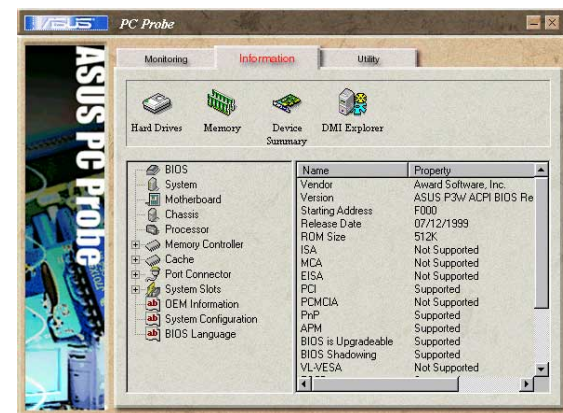 ASUS PC Probe
Monitoring Information Utility
ASUS PC Probe
Hard Drives Memory Device Summary DMI Explorer
BIOS
System
Motherboard
Chassis
Processor
Memory Controller
Cache
Port Connector
System Slots
OEM Information
System Configuration
BIOS Language
Name Property
Vendor Award Software, Inc.
Version ASUS P3W ACPI BIOS Re
Starting Address F000
Release Date 07/12/1999
ROM Size 512K
ISA Not Supported
MCA Not Supported
EISA Not Supported
PCI Supported
PCMCIA Not Supported
PnP Supported
APM Supported
BIOS is Upgradeable Supported
BIOS Shadowing Supported
VL-VESA Not Supported